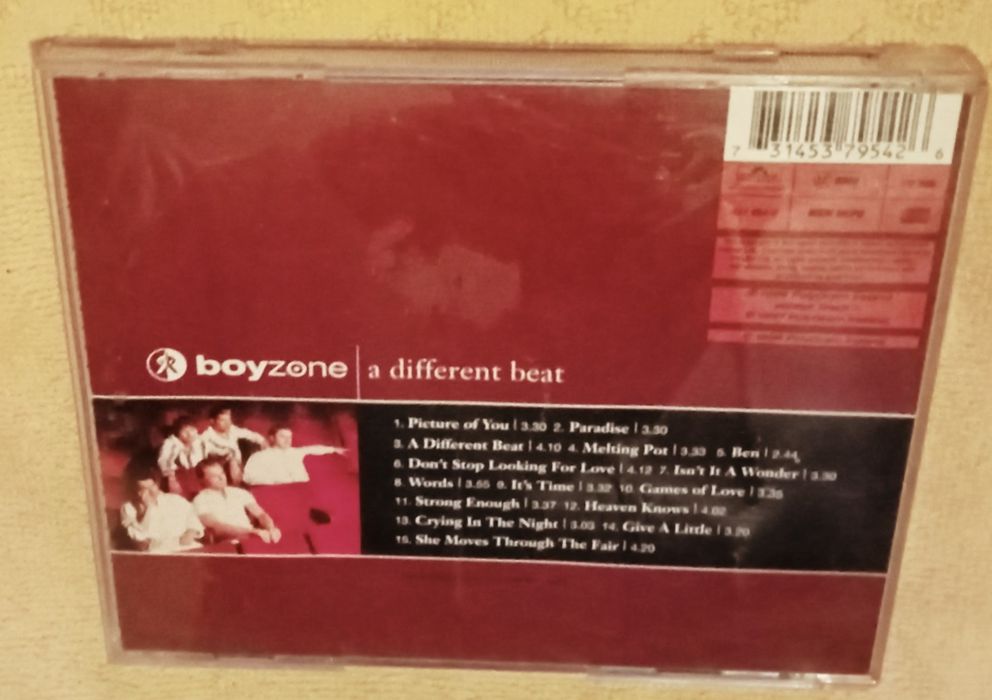 7 31453 79542 6
boyzone | a different beat
1. Picture of You | 3.30 2. Paradise | 3.30
3. A Different Beat | 4.10 4. Melting Pot | 3.33 5. Ben | 2.44
6. Don't Stop Looking For Love | 4.12 7. Isn't It A Wonder | 3.30
8. Words | 3.55 9. It's Time | 3.32 10. Games of Love | 3.35
11. Strong Enough | 3.37 12. Heaven Knows | 4.02
13. Crying In The Night | 3.03 14. Give A Little | 3.20
15. She Moves Through The Fair | 4.20